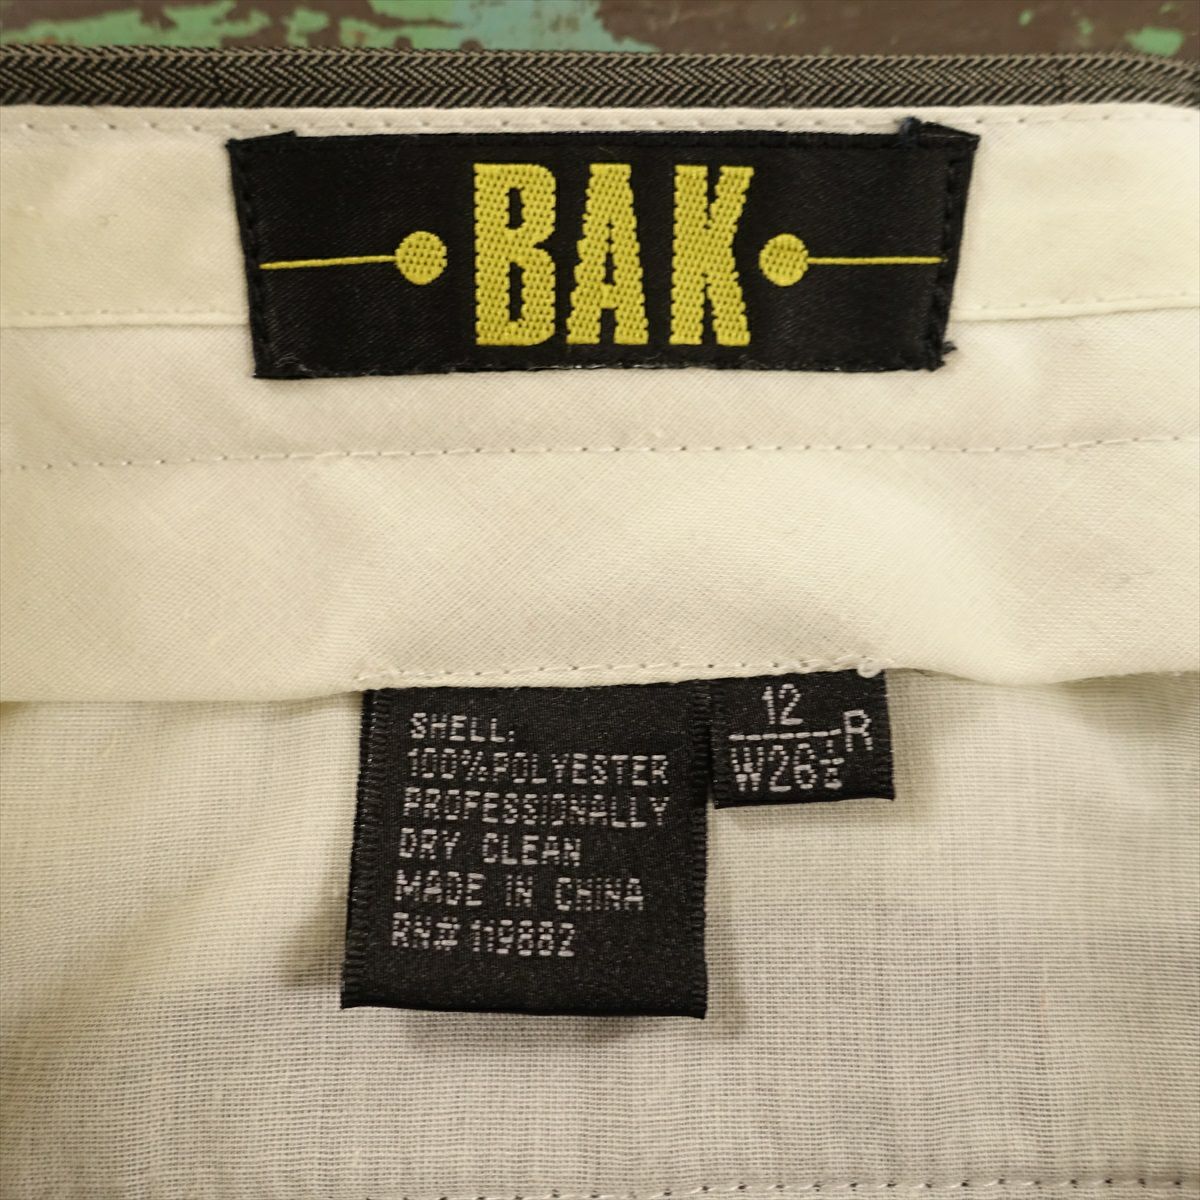 BAK
SHELL:
100%POLYESTER
PROFESSIONALLY
DRY CLEAN
MADE IN CHINA
RN# 119882
12 R
W26½